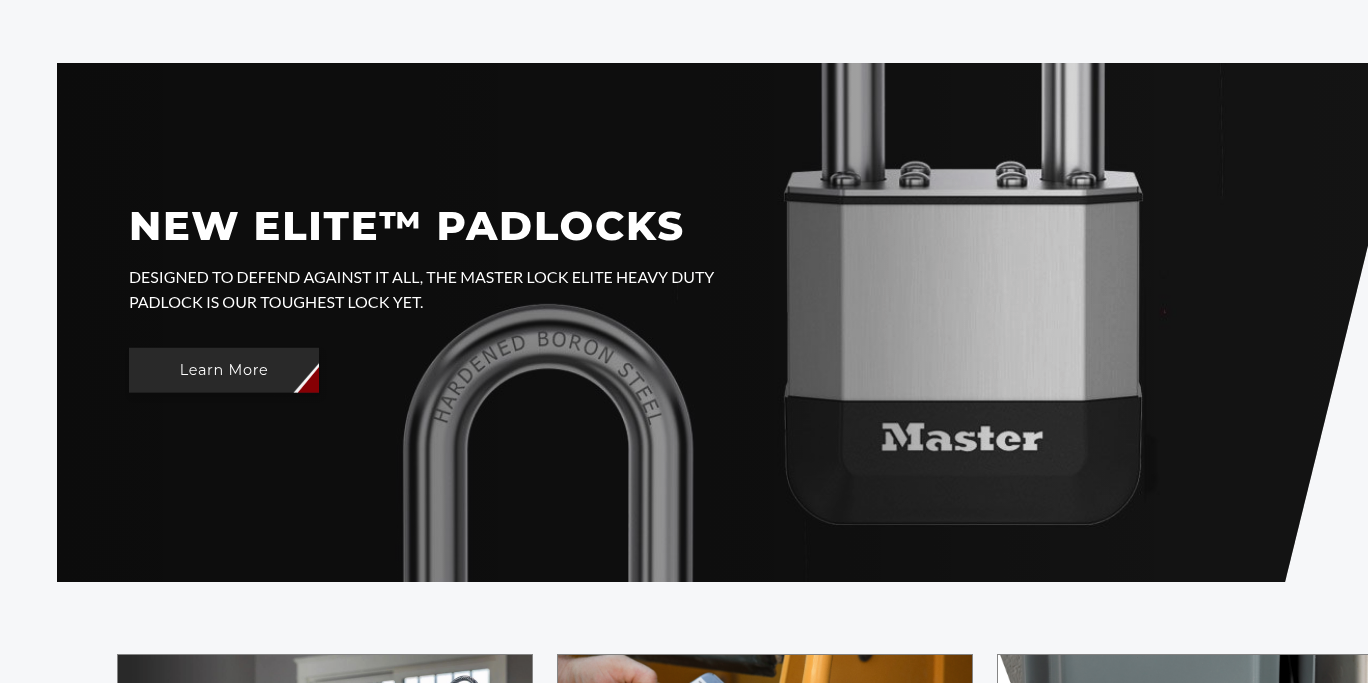 NEW ELITE™ PADLOCKS
DESIGNED TO DEFEND AGAINST IT ALL, THE MASTER LOCK ELITE HEAVY DUTY
PADLOCK IS OUR TOUGHEST LOCK YET.
Learn More
HARDENED BORON STEEL
Master